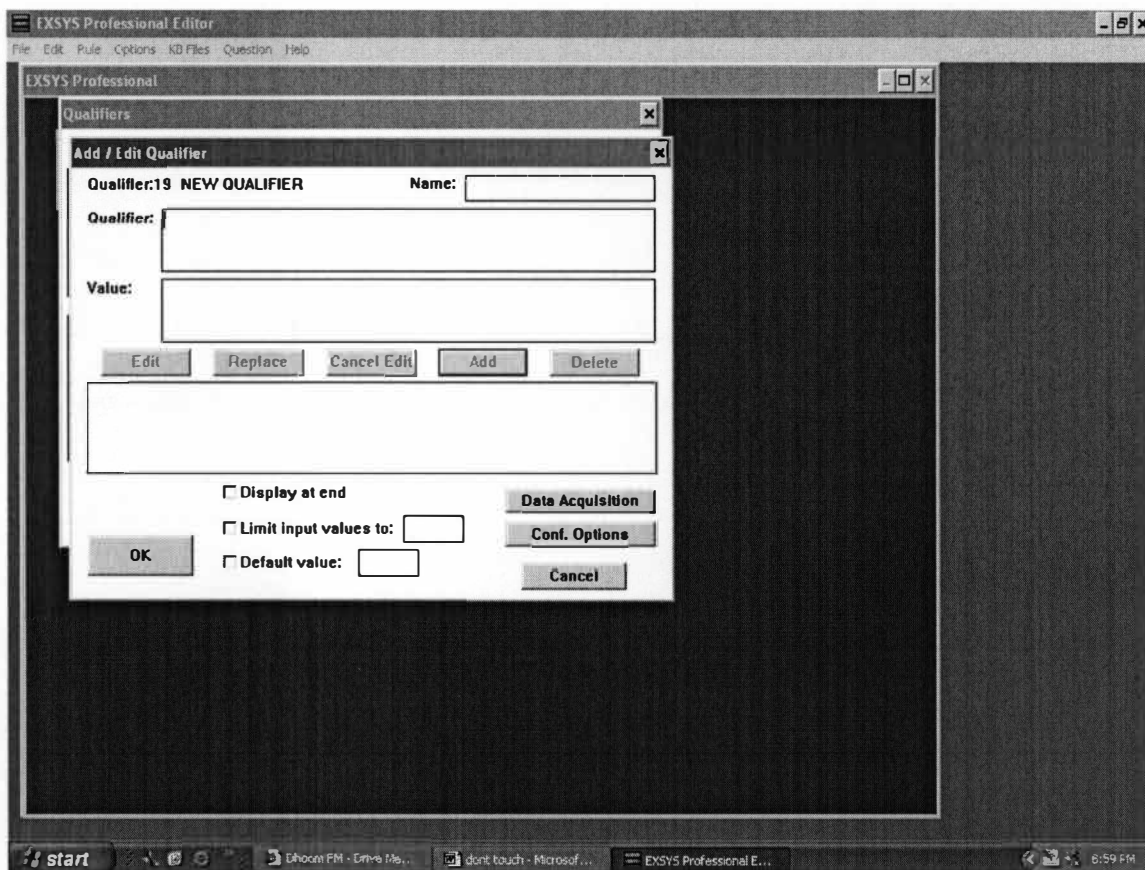 EXSYS Professional Editor
File Edit Rule Options KB Files Question Help
EXSYS Professional
Qualifiers
Add / Edit Qualifier
Qualifier:19 NEW QUALIFIER Name:
Qualifier:
Value:
Edit Replace Cancel Edit Add Delete
Display at end
Data Acquisition
Limit input values to:
Conf. Options
OK
Default value:
Cancel
start Dhoom FM - Drive Me... dont touch - Microsof... EXSYS Professional E... 6:59 PM